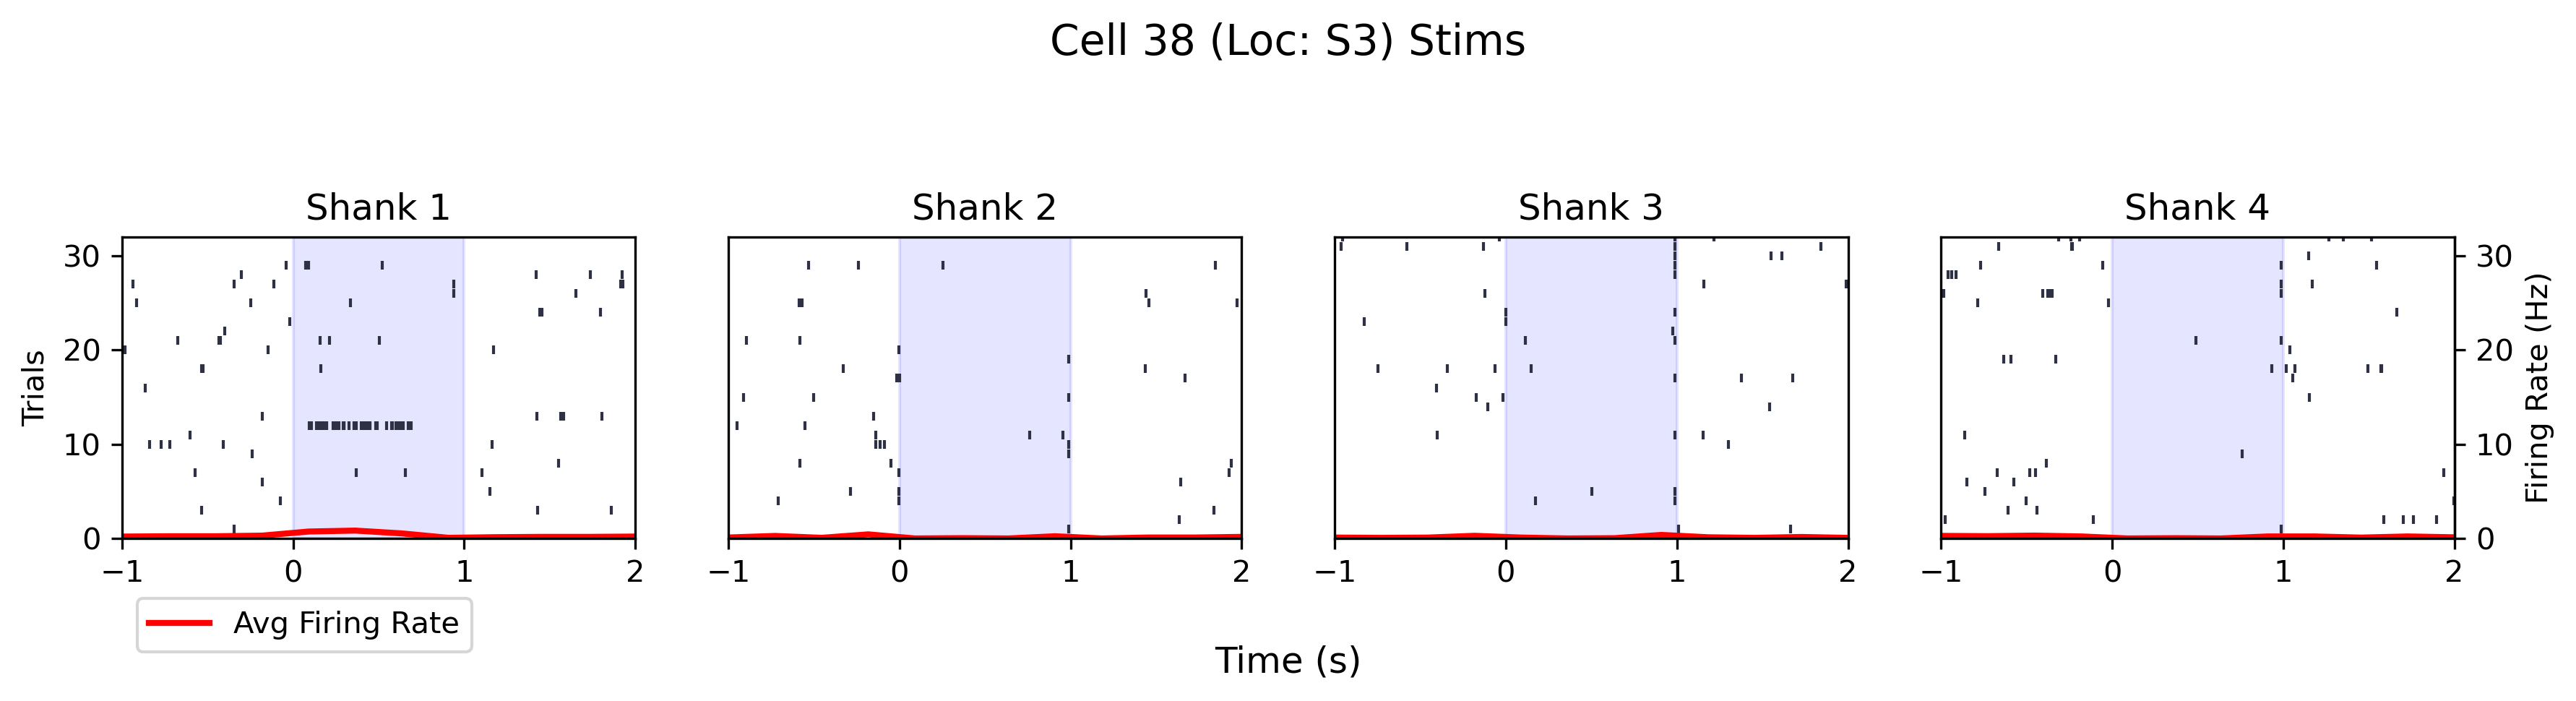 Cell 38 (Loc: S3) Stims
Shank 1
Shank 2
Shank 3
Shank 4
Trials
30
20
10
0
−1 0 1 2
−1 0 1 2
−1 0 1 2
−1 0 1 2
30
20
10
0
Firing Rate (Hz)
Avg Firing Rate
Time (s)